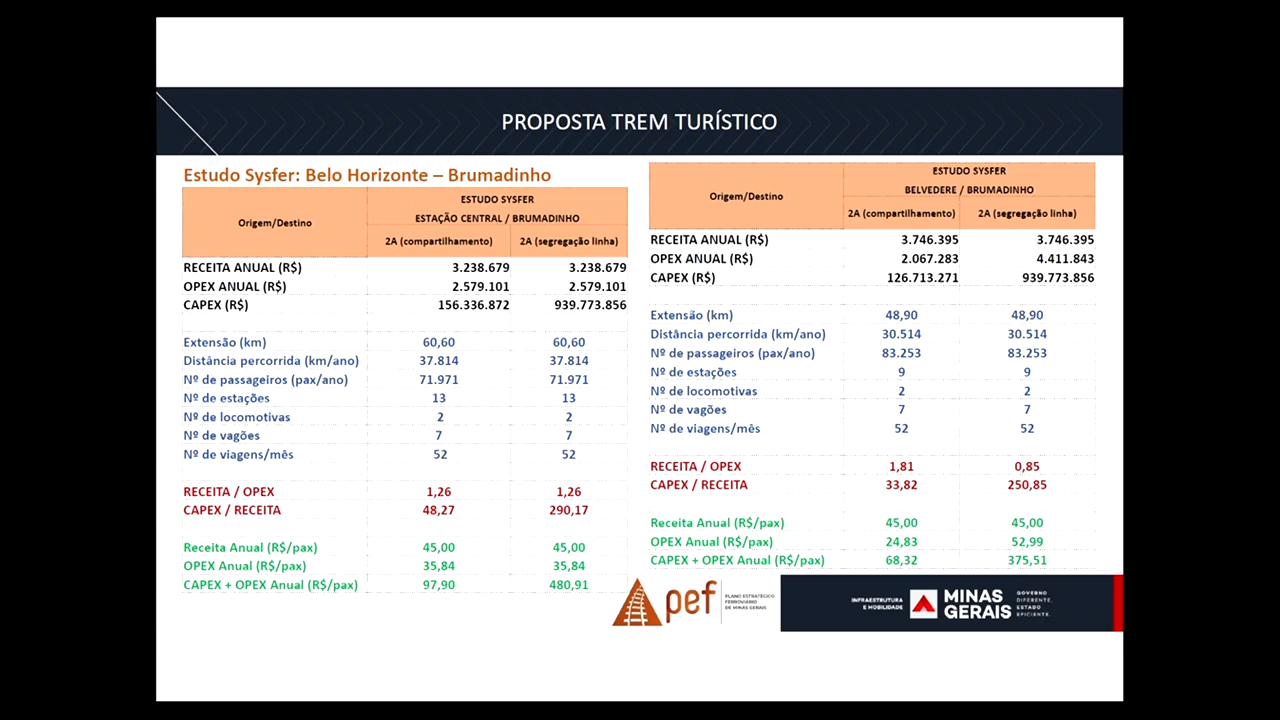 PROPOSTA TREM TURÍSTICO
Estudo Sysfer: Belo Horizonte – Brumadinho
Origem/Destino
ESTUDO SYSFER
ESTAÇÃO CENTRAL / BRUMADINHO
2A (compartilhamento) 2A (segregação linha)
RECEITA ANUAL (R$) 3.238.679 3.238.679
OPEX ANUAL (R$) 2.579.101 2.579.101
CAPEX (R$) 156.336.872 939.773.856
Extensão (km) 60,60 60,60
Distância percorrida (km/ano) 37.814 37.814
Nº de passageiros (pax/ano) 71.971 71.971
Nº de estações 13 13
Nº de locomotivas 2 2
Nº de vagões 7 7
Nº de viagens/mês 52 52
RECEITA / OPEX 1,26 1,26
CAPEX / RECEITA 48,27 290,17
Receita Anual (R$/pax) 45,00 45,00
OPEX Anual (R$/pax) 35,84 35,84
CAPEX + OPEX Anual (R$/pax) 97,90 480,91
Origem/Destino
ESTUDO SYSFER
BELVEDERE / BRUMADINHO
2A (compartilhamento) 2A (segregação linha)
RECEITA ANUAL (R$) 3.746.395 3.746.395
OPEX ANUAL (R$) 2.067.283 4.411.843
CAPEX (R$) 126.713.271 939.773.856
Extensão (km) 48,90 48,90
Distância percorrida (km/ano) 30.514 30.514
Nº de passageiros (pax/ano) 83.253 83.253
Nº de estações 9 9
Nº de locomotivas 2 2
Nº de vagões 7 7
Nº de viagens/mês 52 52
RECEITA / OPEX 1,81 0,85
CAPEX / RECEITA 33,82 250,85
Receita Anual (R$/pax) 45,00 45,00
OPEX Anual (R$/pax) 24,83 52,99
CAPEX + OPEX Anual (R$/pax) 68,32 375,51
pef
PLANO ESTRATÉGICO
FERROVIÁRIO
DE MINAS GERAIS
INFRAESTRUTURA
E MOBILIDADE
MINAS
GERAIS
GOVERNO
DIFERENTE.
ESTADO
EFICIENTE.